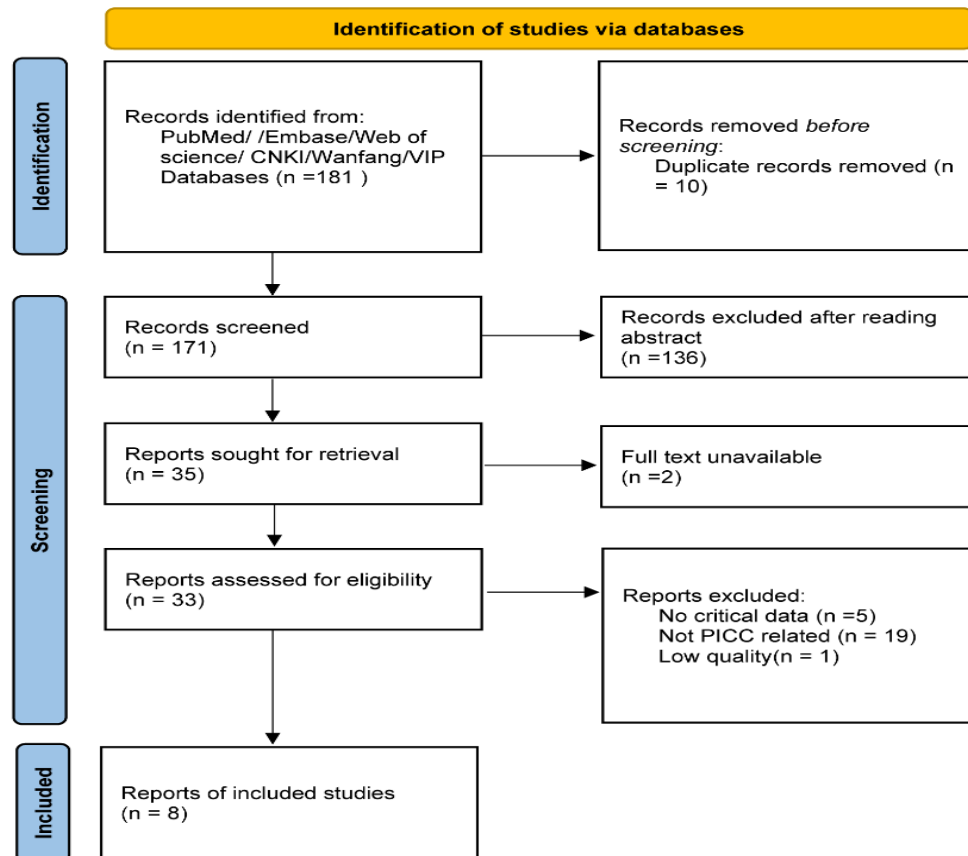 Identification of studies via databases
Identification
Records identified from:
PubMed/ /Embase/Web of
science/ CNKI/Wanfang/VIP
Databases (n =181 )
Records removed before
screening:
Duplicate records removed (n
= 10)
Screening
Records screened
(n = 171)
Records excluded after reading
abstract
(n =136)
Reports sought for retrieval
(n = 35)
Full text unavailable
(n =2)
Reports assessed for eligibility
(n = 33)
Reports excluded:
No critical data (n =5)
Not PICC related (n = 19)
Low quality(n = 1)
Included
Reports of included studies
(n = 8)